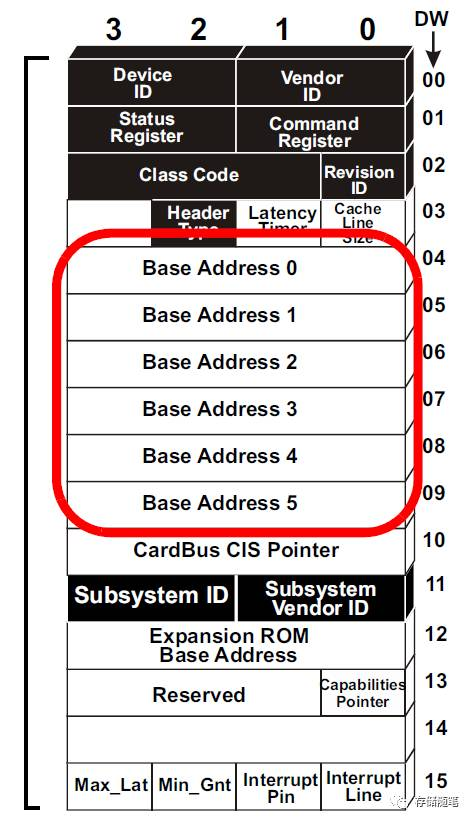 3 2 1 0 DW
Device Vendor 00
ID ID
Status Command 01
Register Register
Class Code Revision 02
ID
Header Latency Cache 03
Type Timer Line
Size
Base Address 0 04
Base Address 1 05
Base Address 2 06
Base Address 3 07
Base Address 4 08
Base Address 5 09
CardBus CIS Pointer 10
Subsystem ID Subsystem 11
Vendor ID
Expansion ROM 12
Base Address
Reserved Capabilities 13
Pointer
14
Max_Lat Min_Gnt Interrupt Interrupt 15
Pin Line
存储随笔